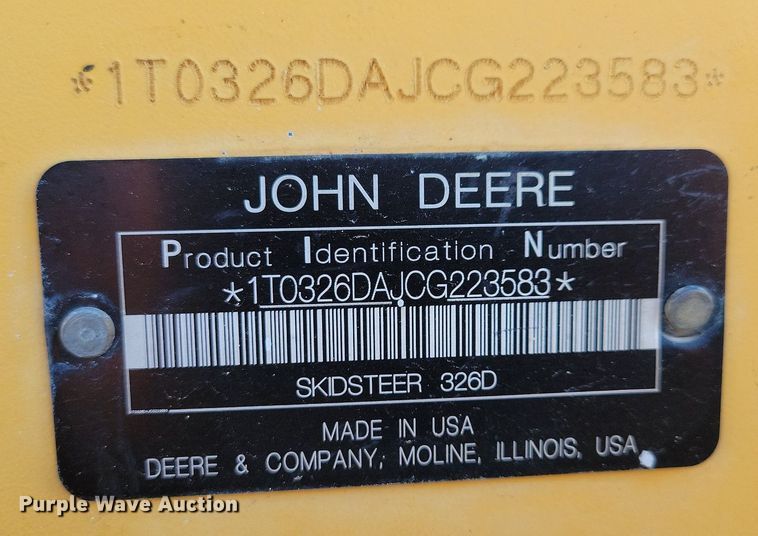 *1T0326DAJCG223583*
JOHN DEERE
Product Identification Number
*1T0326DAJCG223583*
SKIDSTEER 326D
MADE IN USA
DEERE & COMPANY, MOLINE, ILLINOIS, USA
Purple Wave Auction